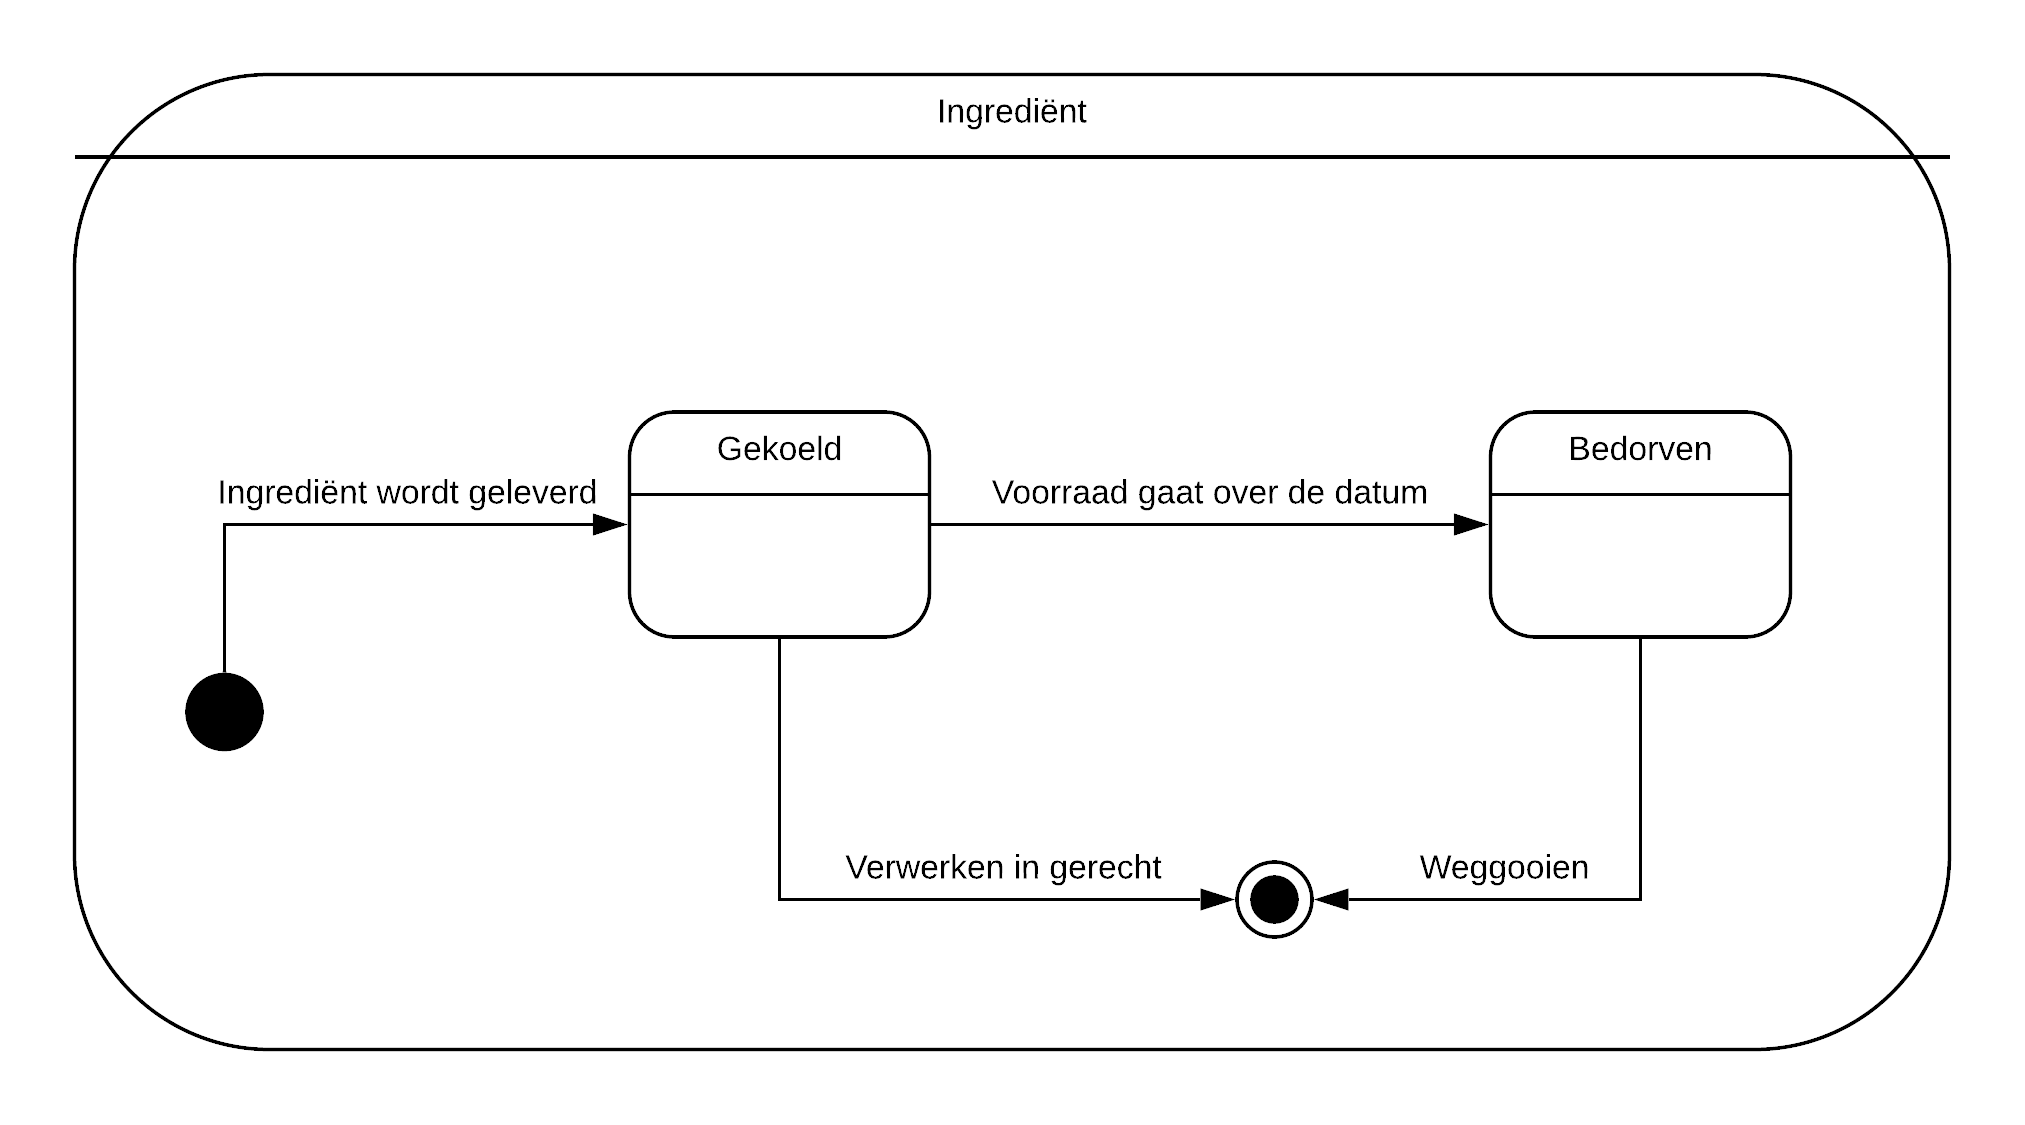 Ingrediënt
Gekoeld
Bedorven
Ingrediënt wordt geleverd
Voorraad gaat over de datum
Verwerken in gerecht
Weggooien